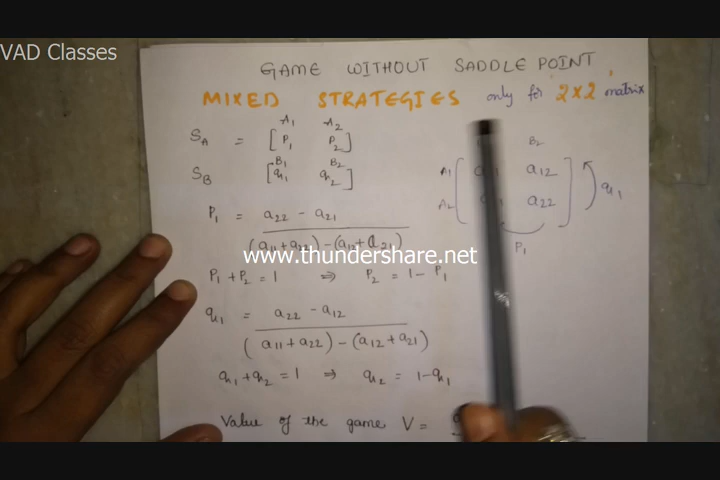 VAD Classes
GAME WITHOUT SADDLE POINT,
MIXED STRATEGIES only for 2x2 matrix
A1 A2
SA = [P1 P2]
B1 B2
SB = [q1 q2]
B2
A1 a12
A2 a22
q1
P1
P1 = a22 - a21
(a11+a22) - (a12+a21)
www.thundershare.net
P1 + P2 = 1 ⇒ P2 = 1 - P1
q1 = a22 - a12
(a11+a22) - (a12+a21)
q1 + q2 = 1 ⇒ q2 = 1-q1
Value of the game V =